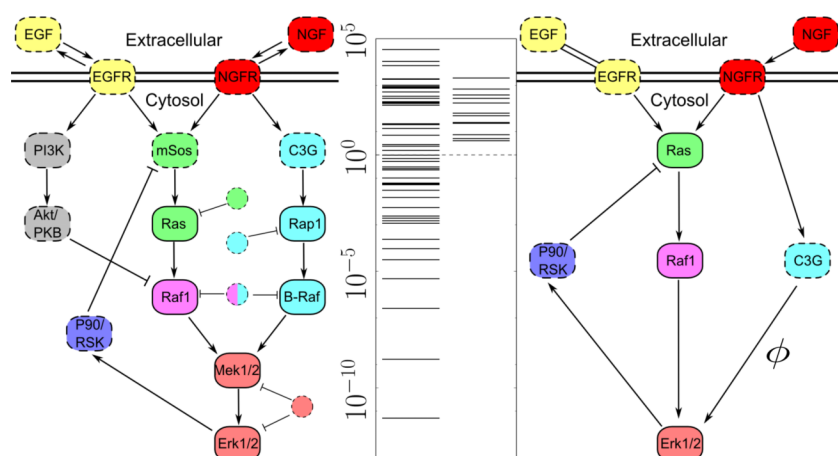 EGF
Extracellular
NGF
EGFR
NGFR
Cytosol
PI3K
mSos
C3G
Akt/
PKB
Ras
Rap1
Raf1
B-Raf
P90/
RSK
Mek1/2
Erk1/2
10^5
10^0
10^-5
10^-10
EGF
Extracellular
NGF
EGFR
NGFR
Cytosol
Ras
P90/
RSK
Raf1
C3G
ϕ
Erk1/2